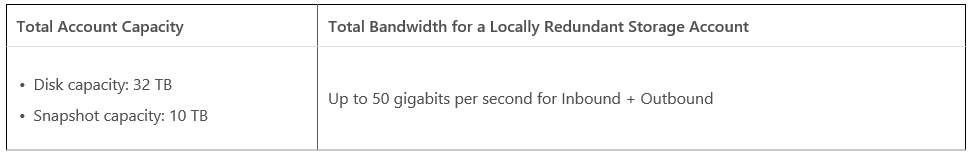 Total Account Capacity
Total Bandwidth for a Locally Redundant Storage Account
• Disk capacity: 32 TB
• Snapshot capacity: 10 TB
Up to 50 gigabits per second for Inbound + Outbound